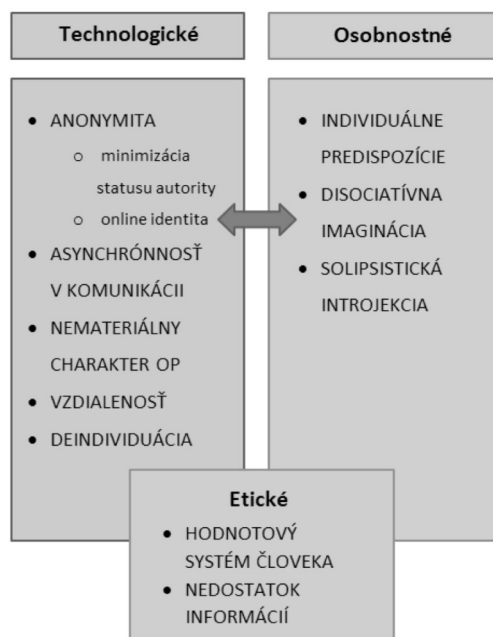 Technologické
• ANONYMITA
o minimizácia
statusu autority
o online identita
• ASYNCHRÓNNOSŤ
V KOMUNIKÁCII
• NEMATERIÁLNY
CHARAKTER OP
• VZDIALENOSŤ
• DEINDIVIDUÁCIA
Osobnostné
• INDIVIDUÁLNE
PREDISPOZÍCIE
• DISOCIATÍVNA
IMAGINÁCIA
• SOLIPSISTICKÁ
INTROJEKCIA
Etické
• HODNOTOVÝ
SYSTÉM ČLOVEKA
• NEDOSTATOK
INFORMÁCIÍ